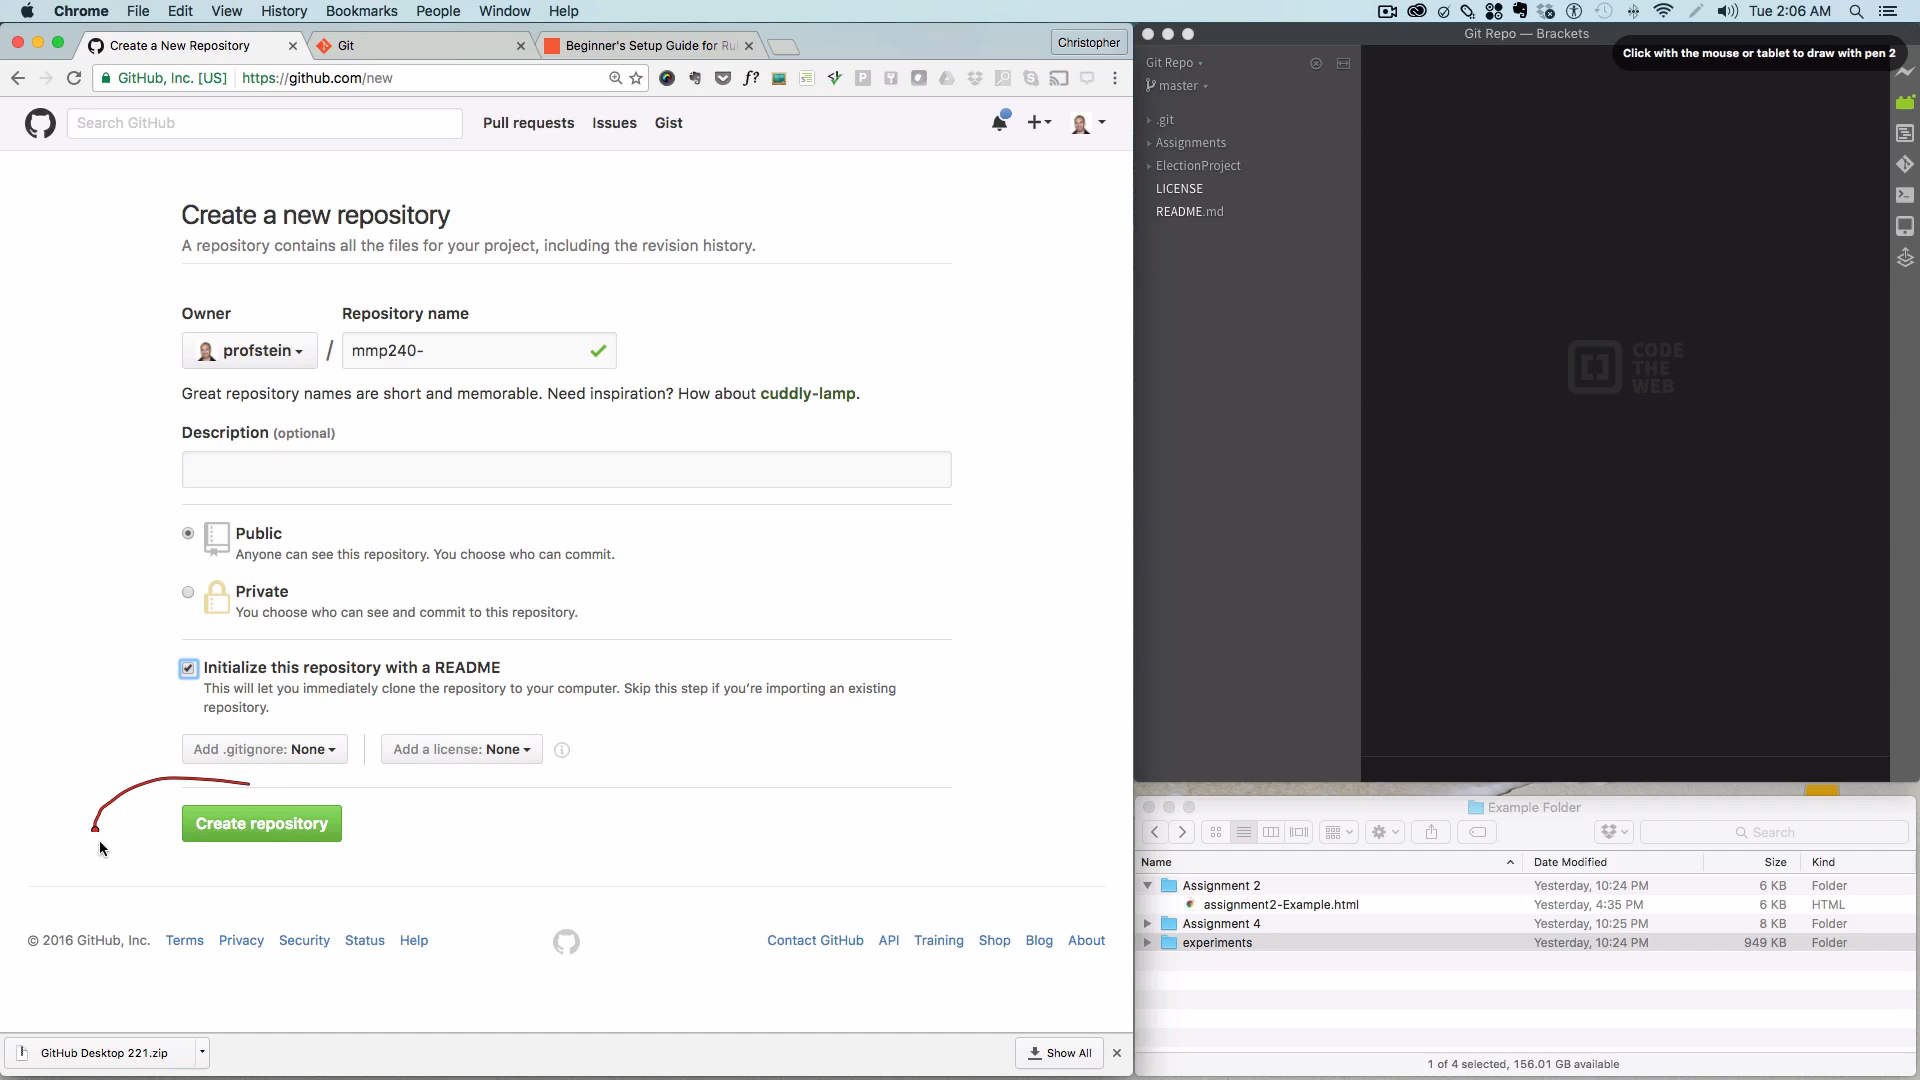 Chrome File Edit View History Bookmarks People Window Help
Tue 2:06 AM
Create a New Repository
Git
Beginner's Setup Guide for Ru
Christopher
GitHub, Inc. [US] https://github.com/new
Search GitHub
Pull requests Issues Gist
Create a new repository
A repository contains all the files for your project, including the revision history.
Owner Repository name
profstein / mmp240-
Great repository names are short and memorable. Need inspiration? How about cuddly-lamp.
Description (optional)
Public
Anyone can see this repository. You choose who can commit.
Private
You choose who can see and commit to this repository.
Initialize this repository with a README
This will let you immediately clone the repository to your computer. Skip this step if you're importing an existing
repository.
Add .gitignore: None Add a license: None
Create repository
© 2016 GitHub, Inc. Terms Privacy Security Status Help
Contact GitHub API Training Shop Blog About
GitHub Desktop 221.zip
Show All
Git Repo — Brackets
Click with the mouse or tablet to draw with pen 2
Git Repo
master
.git
Assignments
ElectionProject
LICENSE
README.md
CODE
THE
WEB
Example Folder
Search
Name Date Modified Size Kind
Assignment 2 Yesterday, 10:24 PM 6 KB Folder
assignment2-Example.html Yesterday, 4:35 PM 6 KB HTML
Assignment 4 Yesterday, 10:25 PM 8 KB Folder
experiments Yesterday, 10:24 PM 949 KB Folder
1 of 4 selected, 156.01 GB available